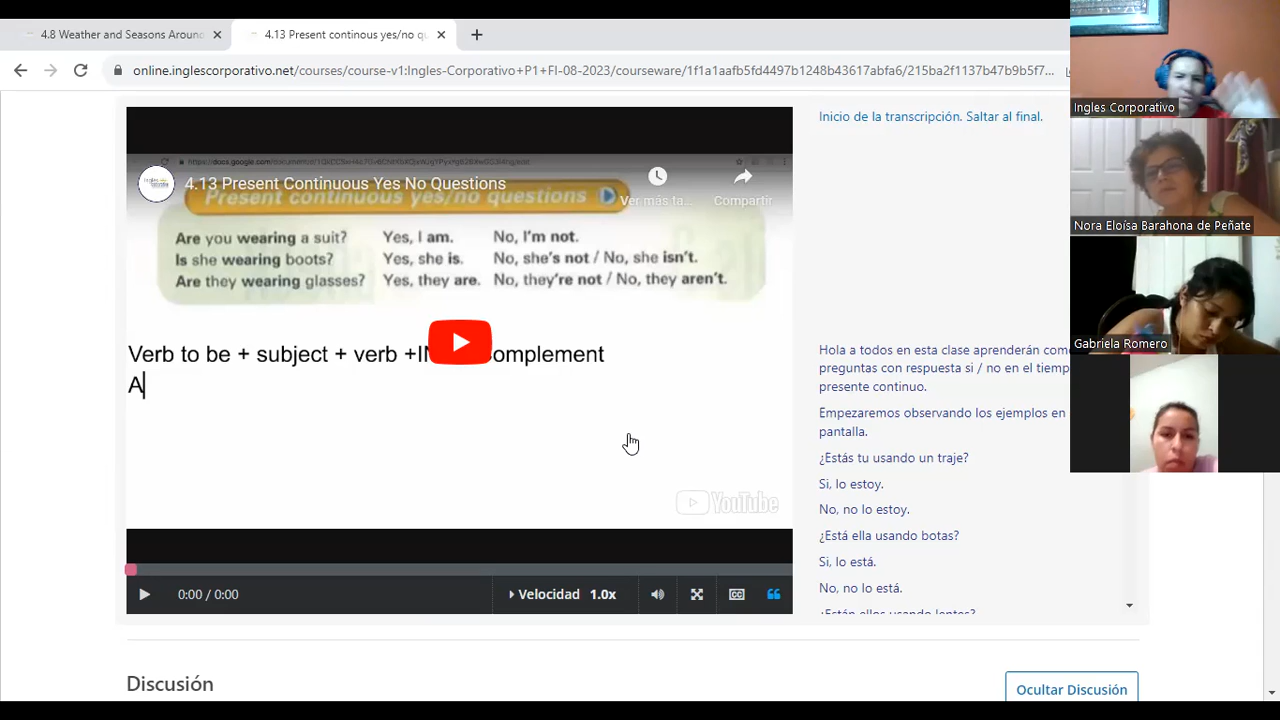 4.8 Weather and Seasons Around
4.13 Present continous yes/no qu
online.inglescorporativo.net/courses/course-v1:Ingles-Corporativo+P1+FI-08-2023/courseware/1f1a1aafb5fd4497b1248b43617abfa6/215ba2f1137b47b9b5f7...
4.13 Present Continuous Yes No Questions
Ver más ta...
Compartir
Present continuous yes/no questions
Are you wearing a suit? Yes, I am. No, I'm not.
Is she wearing boots? Yes, she is. No, she's not / No, she isn't.
Are they wearing glasses? Yes, they are. No, they're not / No, they aren't.
Verb to be + subject + verb +IN omplement
A
YouTube
0:00 / 0:00
Velocidad 1.0x
CC
Inicio de la transcripción. Saltar al final.
Hola a todos en esta clase aprenderán com
preguntas con respuesta si / no en el tiemp
presente continuo.
Empezaremos observando los ejemplos en
pantalla.
¿Estás tu usando un traje?
Si, lo estoy.
No, no lo estoy.
¿Está ella usando botas?
Si, lo está.
No, no lo está.
¿Están ellos usando lentes?
Discusión
Ocultar Discusión
Ingles Corporativo
Nora Eloísa Barahona de Peñate
Gabriela Romero